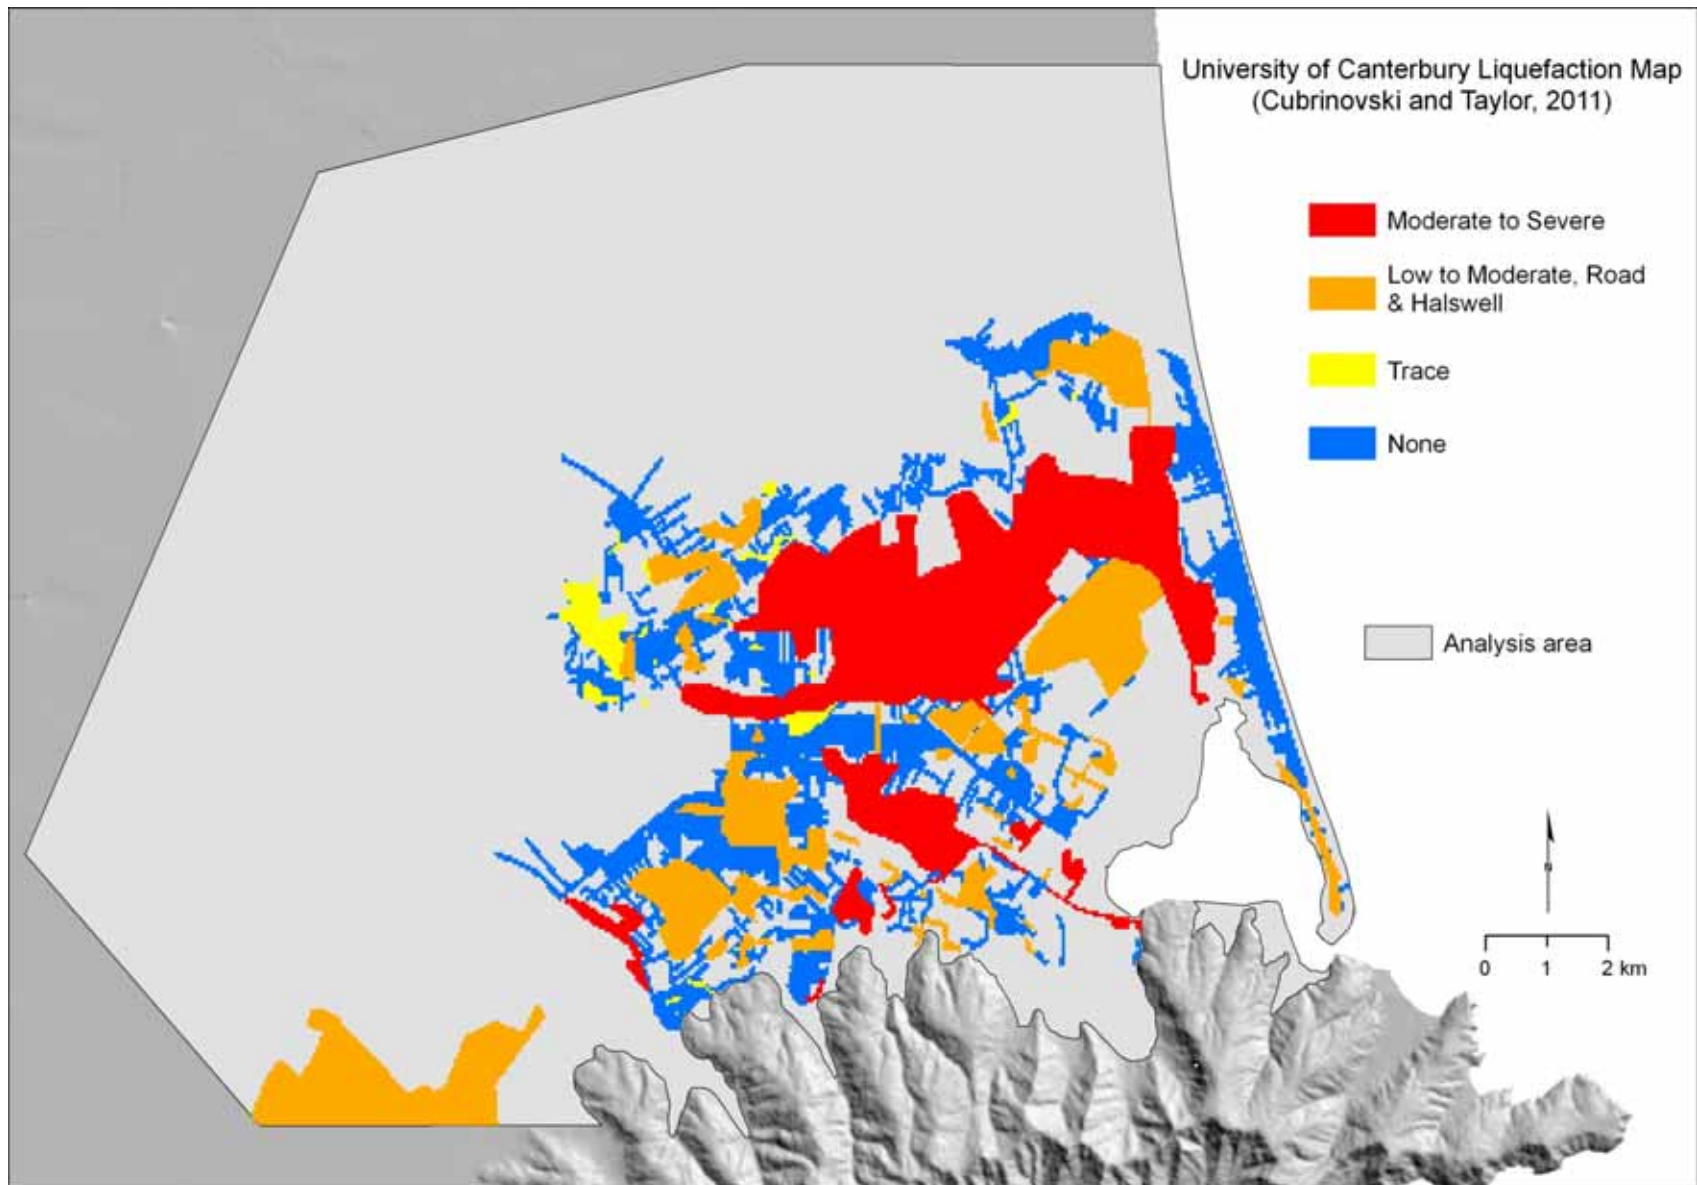 University of Canterbury Liquefaction Map
(Cubrinovski and Taylor, 2011)
Moderate to Severe
Low to Moderate, Road
& Halswell
Trace
None
Analysis area
0 1 2 km